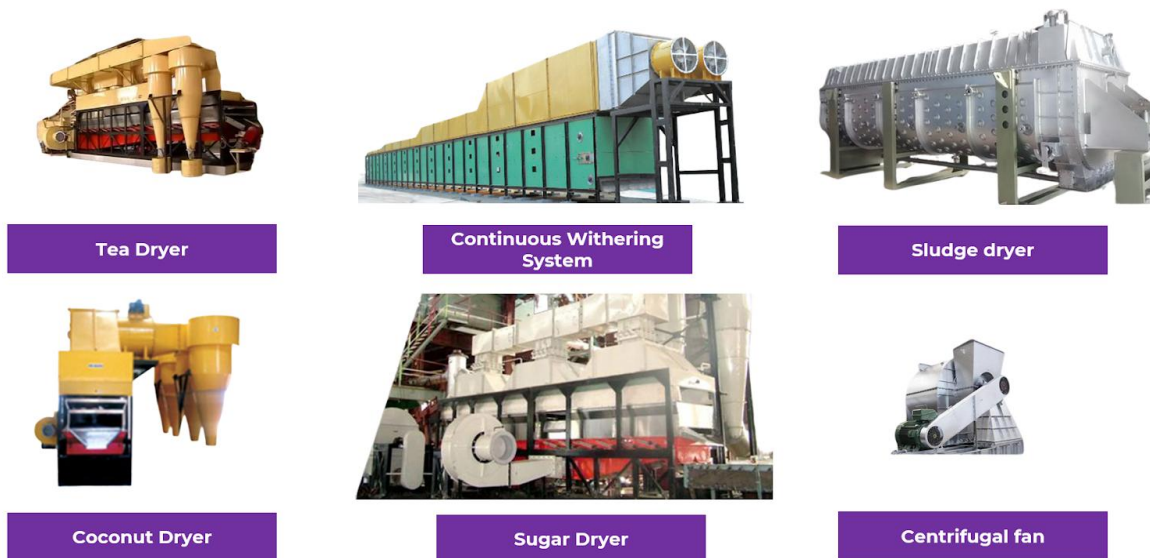 Tea Dryer
Continuous Withering
System
Sludge dryer
Coconut Dryer
Sugar Dryer
Centrifugal fan